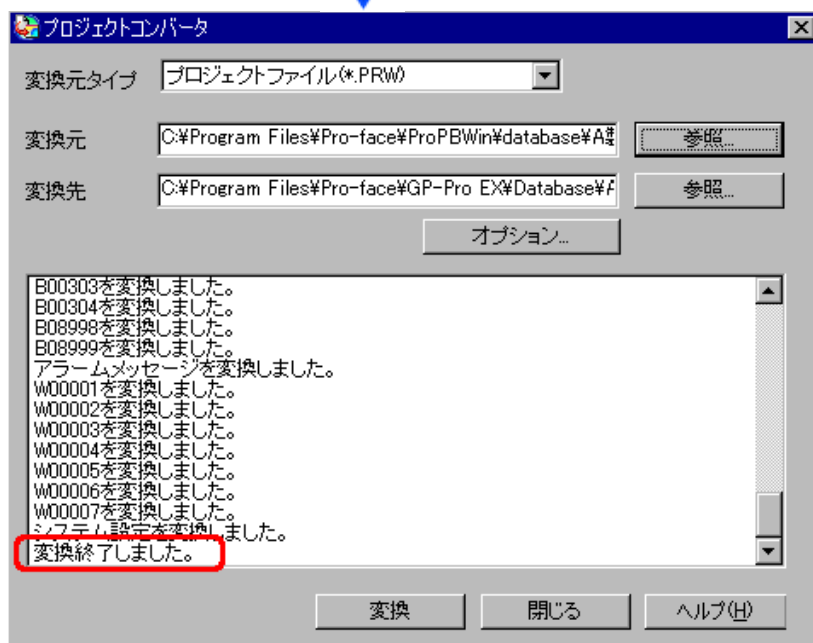 プロジェクトコンバータ
変換元タイプ プロジェクトファイル(*.PRW)
変換元 C:¥Program Files¥Pro-face¥ProPBWin¥database¥A 参照...
変換先 C:¥Program Files¥Pro-face¥GP-Pro EX¥Database¥ 参照...
オプション...
B00303を変換しました。
B00304を変換しました。
B08998を変換しました。
B08999を変換しました。
アラームメッセージを変換しました。
W00001を変換しました。
W00002を変換しました。
W00003を変換しました。
W00004を変換しました。
W00005を変換しました。
W00006を変換しました。
W00007を変換しました。
システム設定を変換しました。
変換終了しました。
変換 閉じる ヘルプ(H)